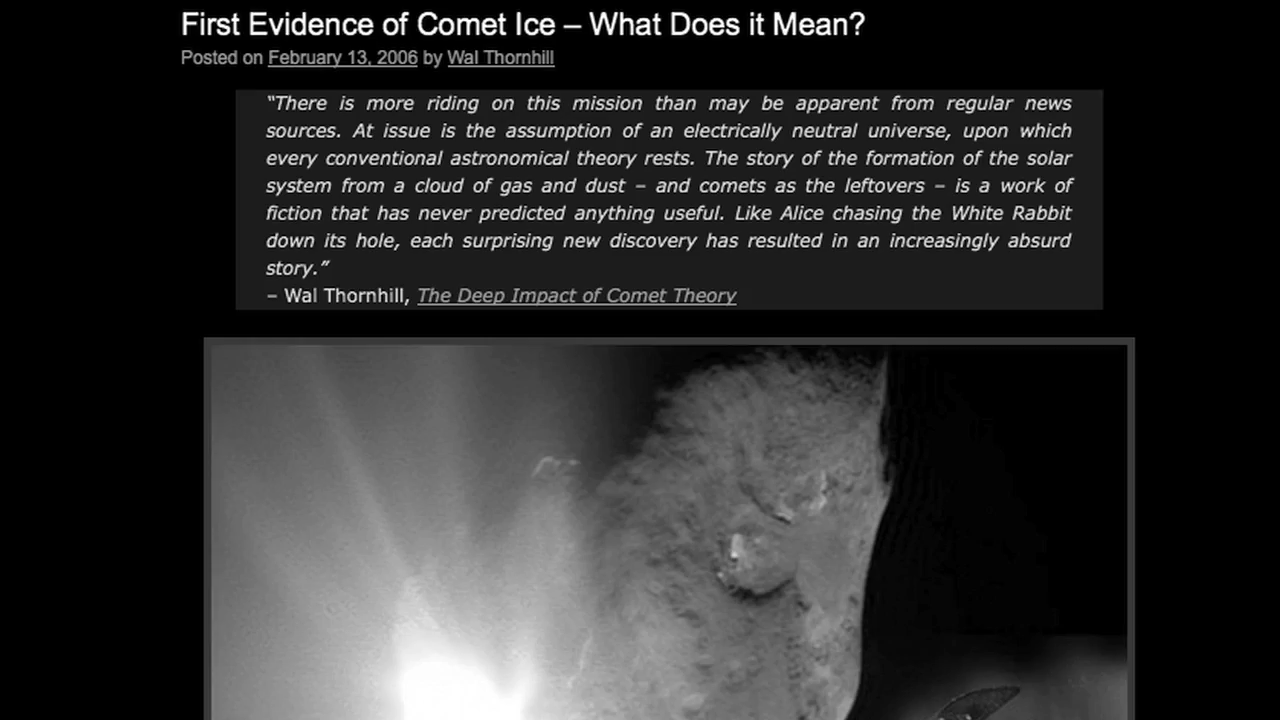 First Evidence of Comet Ice – What Does it Mean?
Posted on February 13, 2006 by Wal Thornhill
“There is more riding on this mission than may be apparent from regular news
sources. At issue is the assumption of an electrically neutral universe, upon which
every conventional astronomical theory rests. The story of the formation of the solar
system from a cloud of gas and dust – and comets as the leftovers – is a work of
fiction that has never predicted anything useful. Like Alice chasing the White Rabbit
down its hole, each surprising new discovery has resulted in an increasingly absurd
story.”
– Wal Thornhill, The Deep Impact of Comet Theory